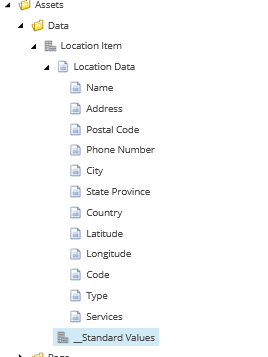 Assets
Data
Location Item
Location Data
Name
Address
Postal Code
Phone Number
City
State Province
Country
Latitude
Longitude
Code
Type
Services
__Standard Values